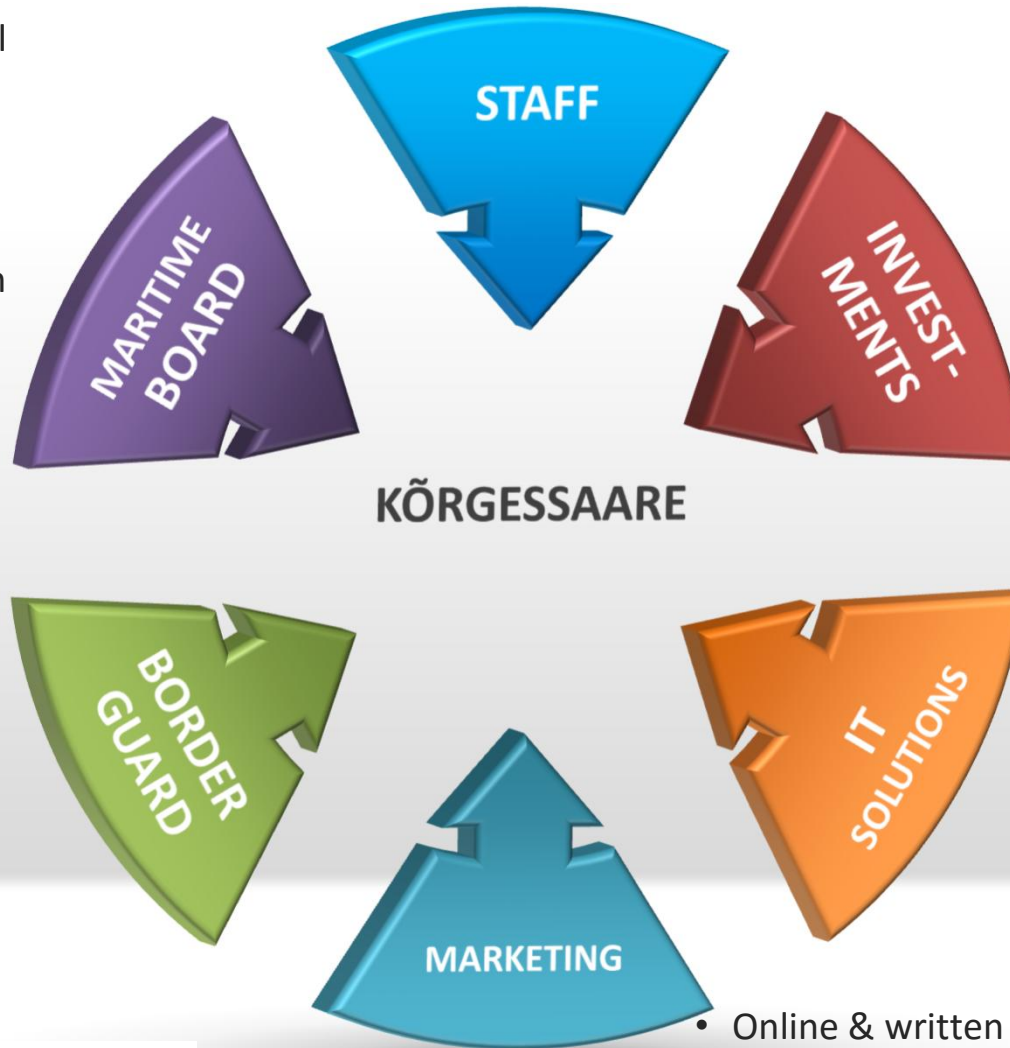 STAFF
MARITIME
BOARD
INVEST-
MENTS
KÕRGESSAARE
BORDER
GUARD
IT
SOLUTIONS
MARKETING
• Online & written